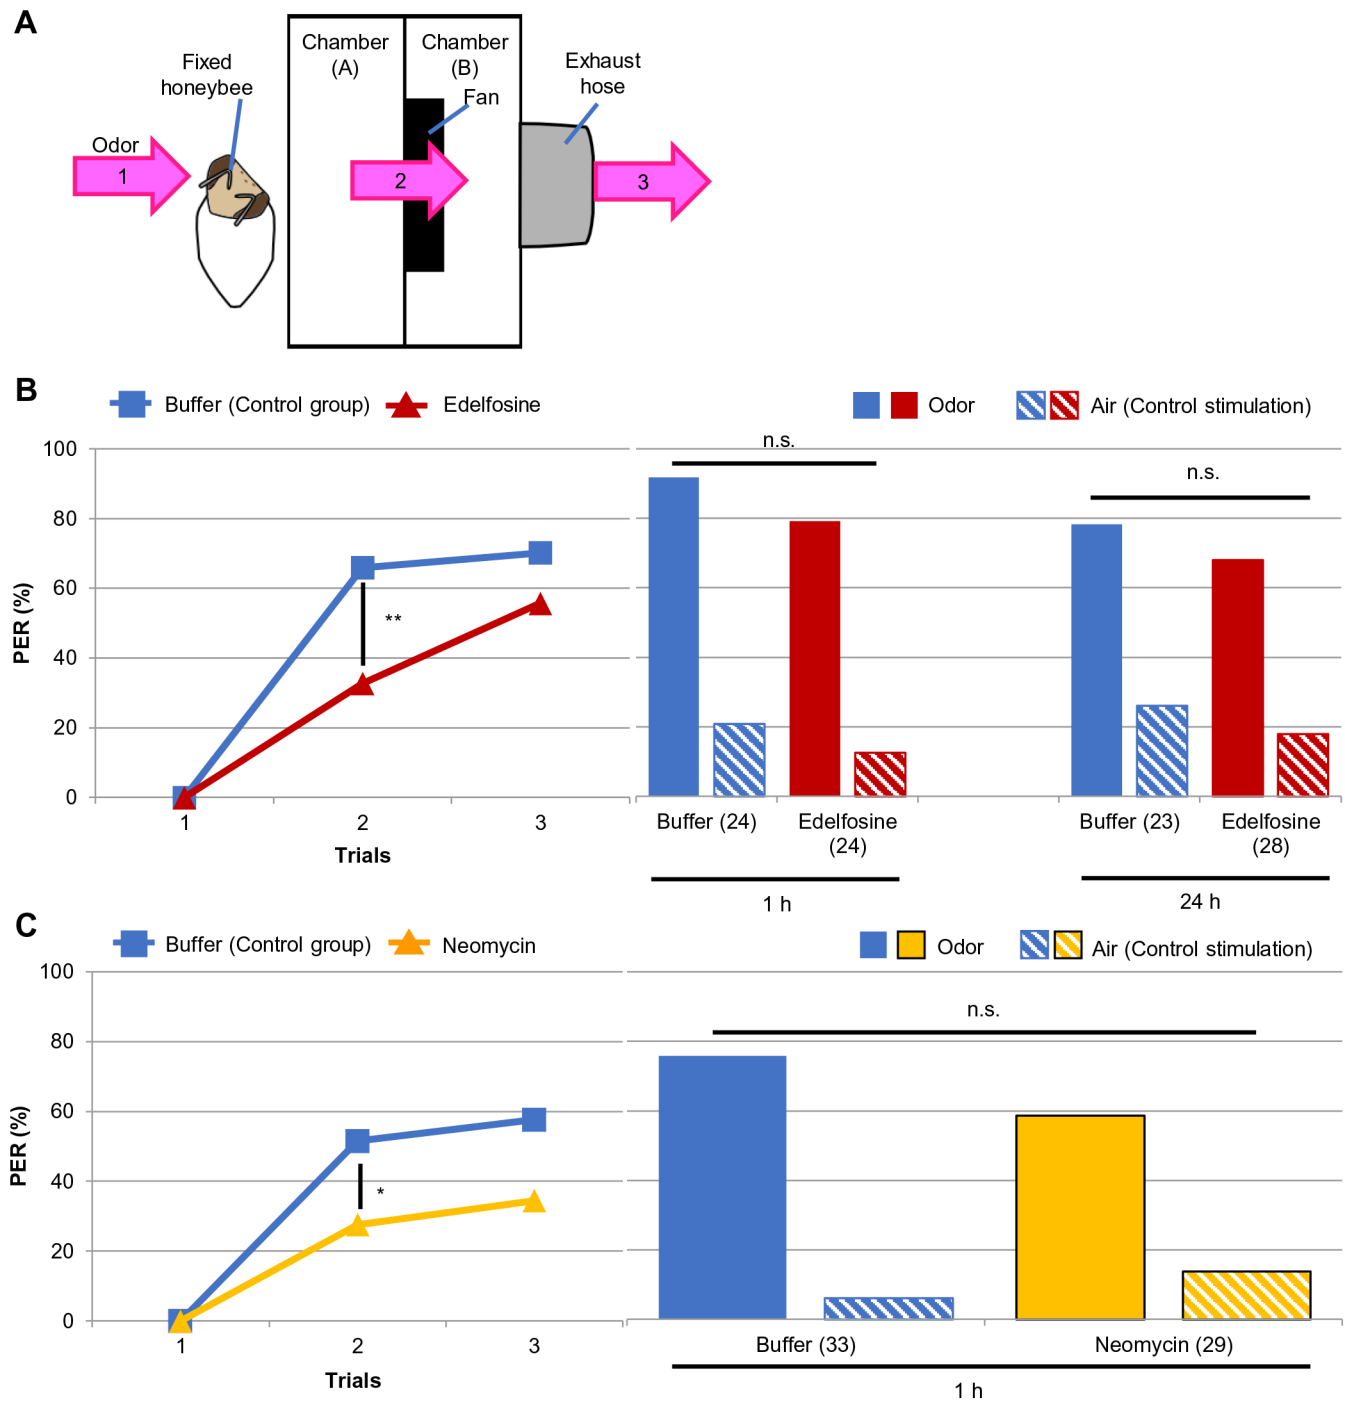 A
Fixed
honeybee
Chamber
(A)
Chamber
(B)
Fan
Exhaust
hose
Odor
1
2
3
B
Buffer (Control group)
Edelfosine
Odor
Air (Control stimulation)
100
80
60
40
20
0
PER (%)
**
1
2
3
Trials
n.s.
n.s.
Buffer (24)
Edelfosine
(24)
Buffer (23)
Edelfosine
(28)
1 h
24 h
C
Buffer (Control group)
Neomycin
Odor
Air (Control stimulation)
100
80
60
40
20
0
PER (%)
*
1
2
3
Trials
n.s.
Buffer (33)
Neomycin (29)
1 h